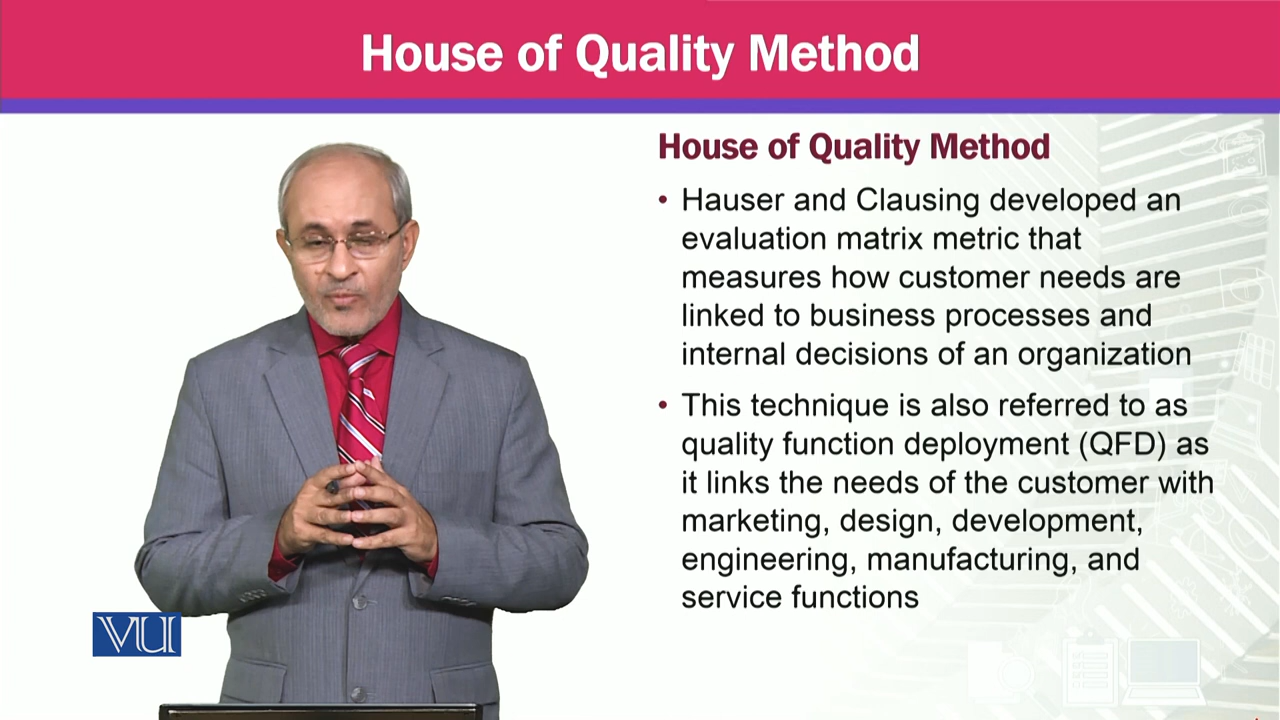 House of Quality Method
House of Quality Method
• Hauser and Clausing developed an
evaluation matrix metric that
measures how customer needs are
linked to business processes and
internal decisions of an organization
• This technique is also referred to as
quality function deployment (QFD) as
it links the needs of the customer with
marketing, design, development,
engineering, manufacturing, and
service functions
VU